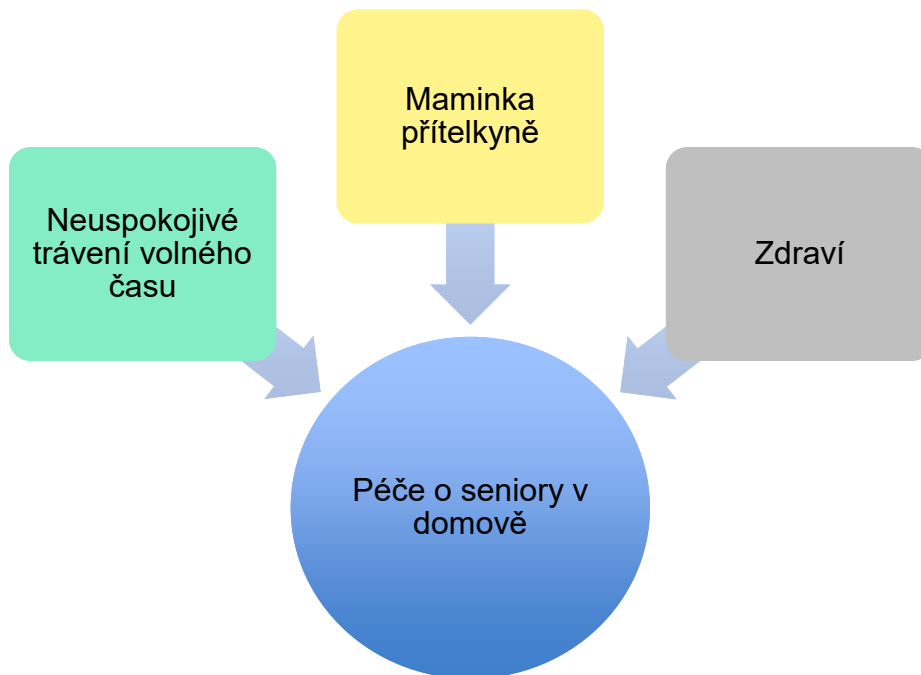 Maminka
přítelkyně
Neuspokojivé
trávení volného
času
Zdraví
Péče o seniory v
domově